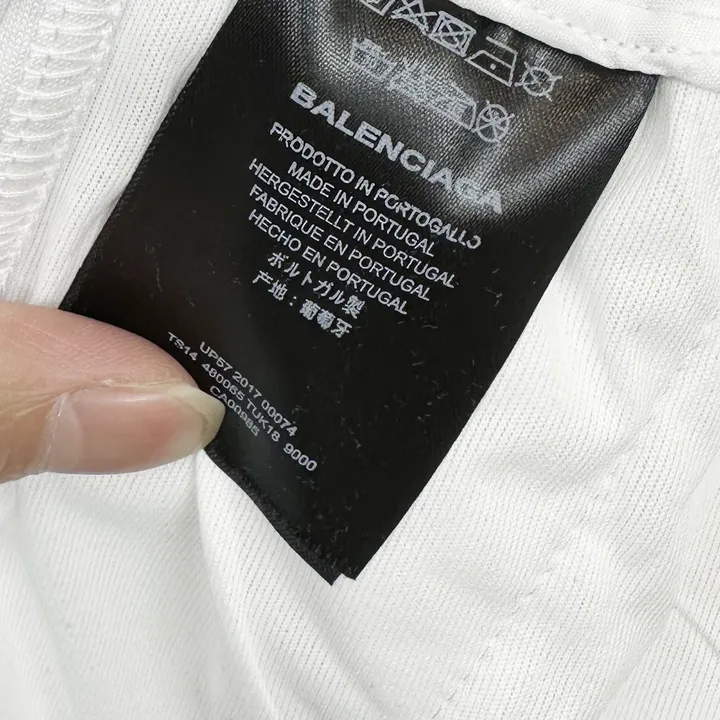 BALENCIAGA
PRODOTTO IN PORTOGALLO
MADE IN PORTUGAL
HERGESTELLT IN PORTUGAL
FABRIQUE EN PORTUGAL
HECHO EN PORTUGAL
ポルトガル製
产地：葡萄牙
UP57 2017 00074
TS14 480065 TUK18 9000
CA00985